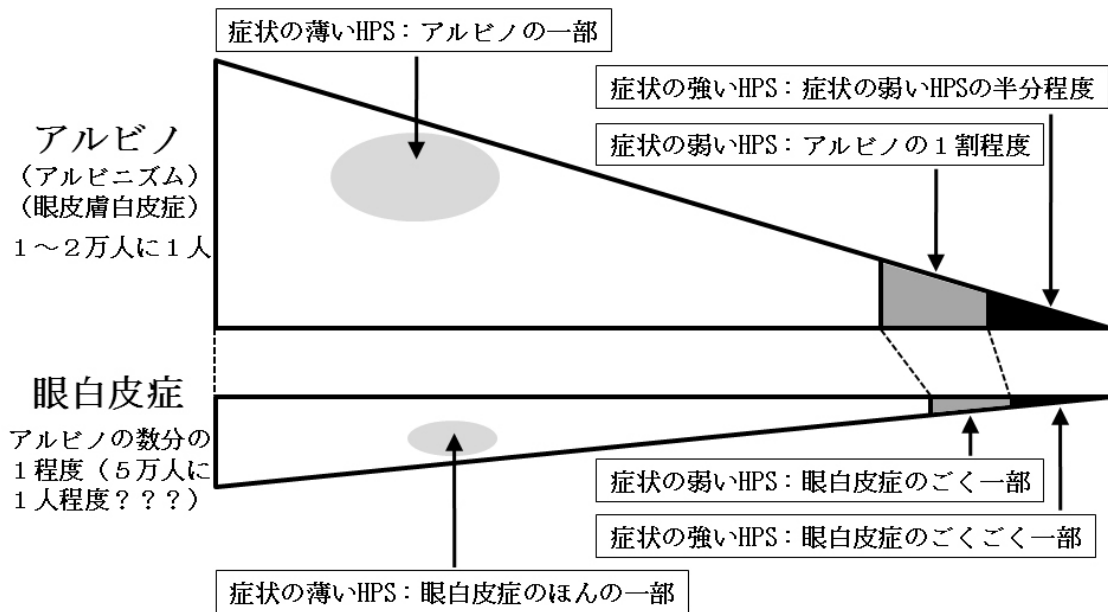 症状の薄いHPS：アルビノの一部
症状の強いHPS：症状の弱いHPSの半分程度
症状の弱いHPS：アルビノの１割程度
アルビノ
（アルビニズム）
（眼皮膚白皮症）
１～２万人に１人
眼白皮症
アルビノの数分の
１程度（５万人に
１人程度？？？）
症状の弱いHPS：眼白皮症のごく一部
症状の強いHPS：眼白皮症のごくごく一部
症状の薄いHPS：眼白皮症のほんの一部